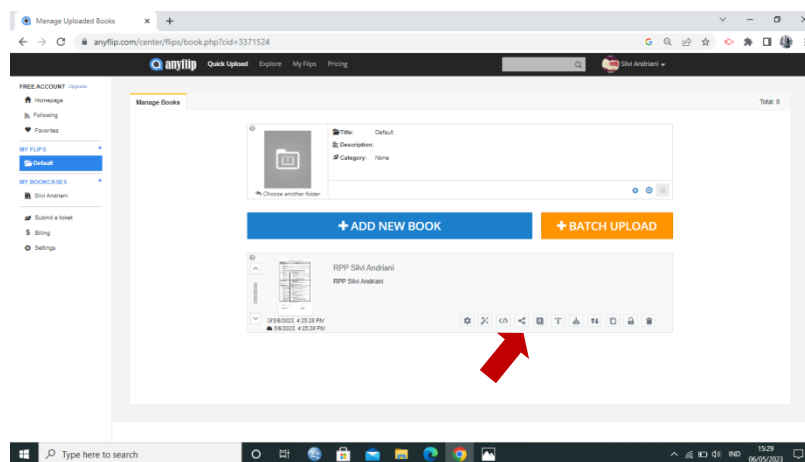 Manage Uploaded Books
anyflip.com/center/flips/book.php?cid=3371524
anyflip Quick Upload Explore My Flips Pricing Silvi Andriani
FREE ACCOUNT Upgrade
Homepage
Following
Favorites
MY FLIPS +
Default
MY BOOKCASES +
Silvi Andriani
Submit a ticket
$ Billing
Settings
Manage Books Total: 0
Title: Default
Description:
Category: None
Choose another folder
+ ADD NEW BOOK
+ BATCH UPLOAD
RPP Silvi Andriani
RPP Silvi Andriani
5/6/2023, 4:25:28 PM
5/6/2023, 4:25:28 PM
Type here to search
IND
15:29
06/05/2023